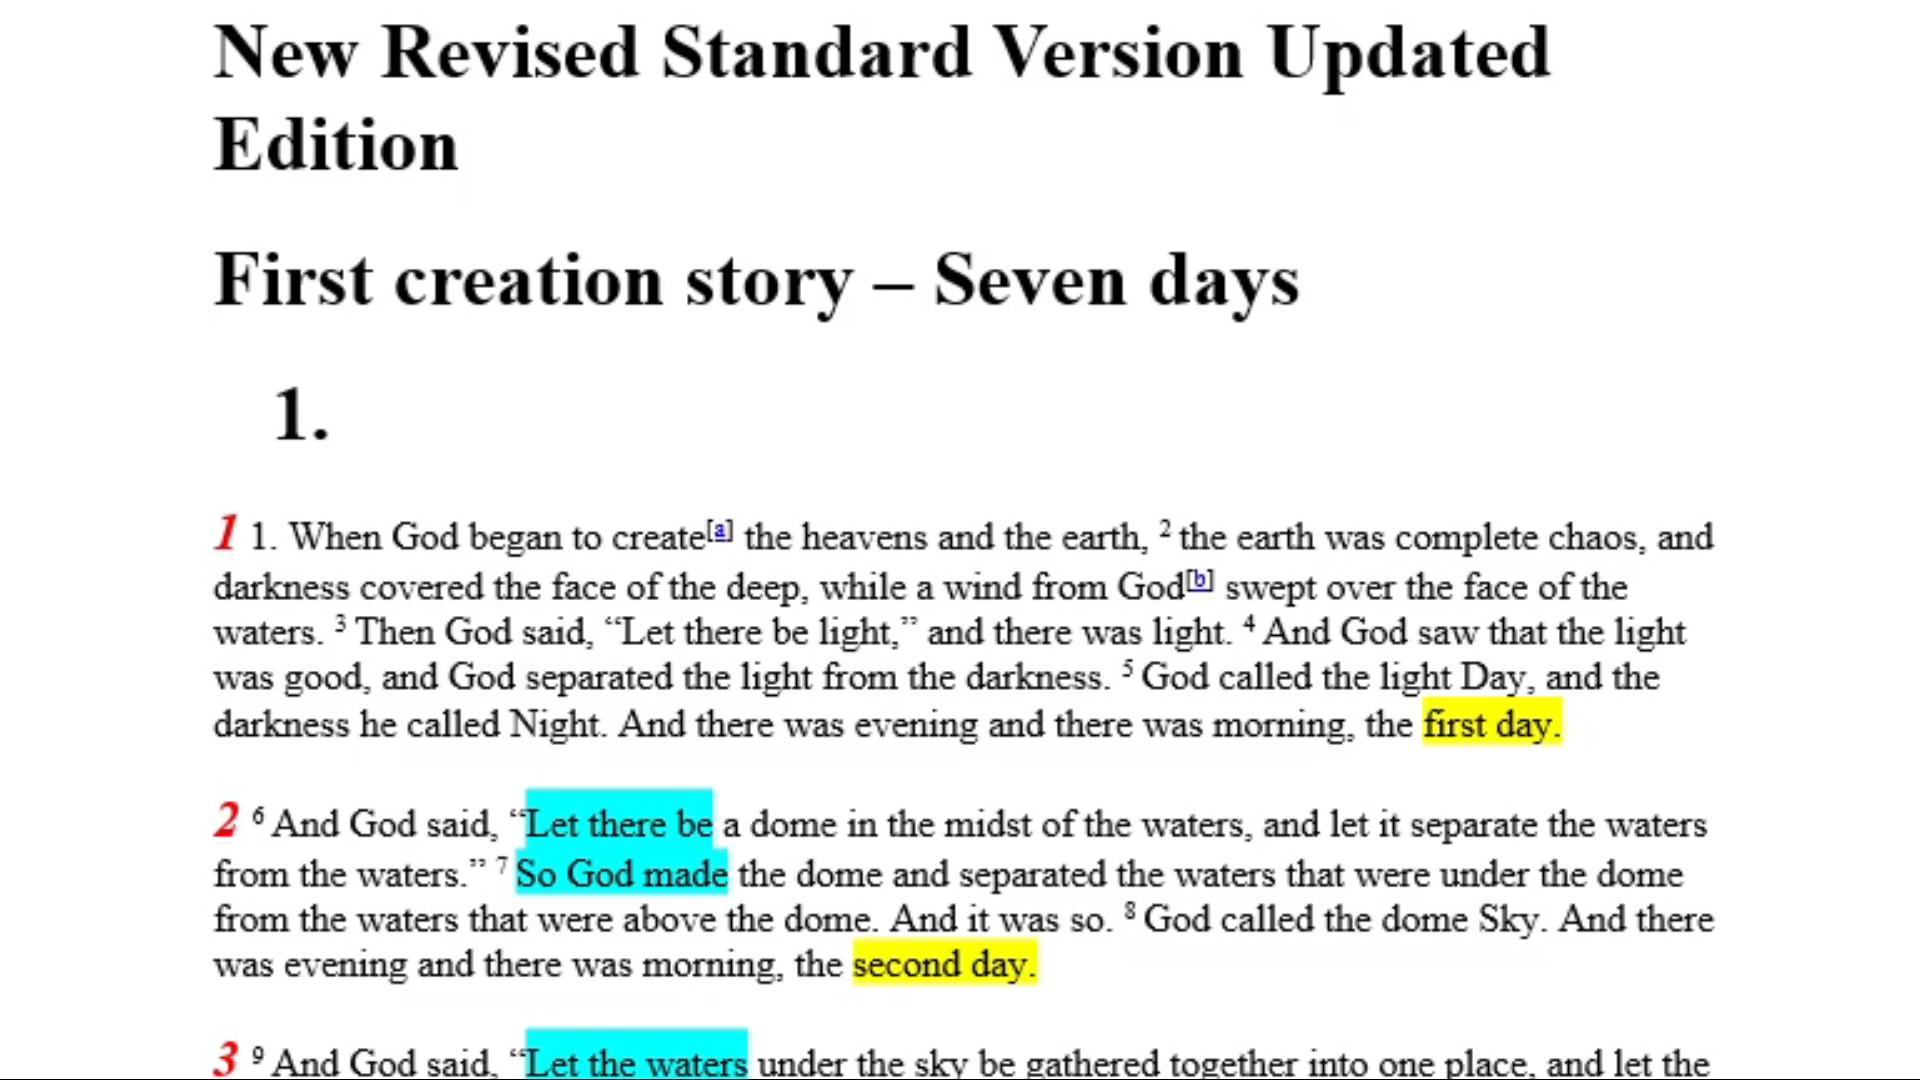 New Revised Standard Version Updated
Edition
First creation story – Seven days
1.
1 1. When God began to create[a] the heavens and the earth, 2 the earth was complete chaos, and
darkness covered the face of the deep, while a wind from God[b] swept over the face of the
waters. 3 Then God said, “Let there be light,” and there was light. 4 And God saw that the light
was good, and God separated the light from the darkness. 5 God called the light Day, and the
darkness he called Night. And there was evening and there was morning, the first day.
2 6 And God said, “Let there be a dome in the midst of the waters, and let it separate the waters
from the waters.” 7 So God made the dome and separated the waters that were under the dome
from the waters that were above the dome. And it was so. 8 God called the dome Sky. And there
was evening and there was morning, the second day.
3 9 And God said, “Let the waters under the sky be gathered together into one place, and let the